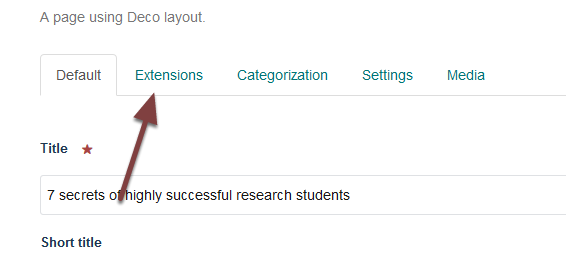 A page using Deco layout.
Default Extensions Categorization Settings Media
Title ★
7 secrets of highly successful research students
Short title